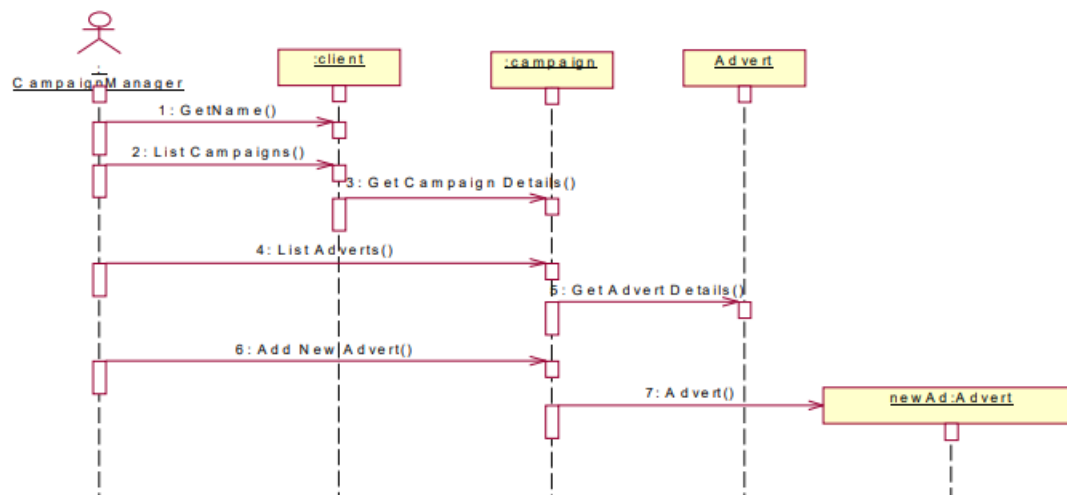 :
CampaignManager
:client
:campaign
Advert
1: GetName()
2: List Campaigns()
3: Get Campaign Details()
4: List Adverts()
5: Get Advert Details()
6: Add New Advert()
7: Advert()
newAd:Advert